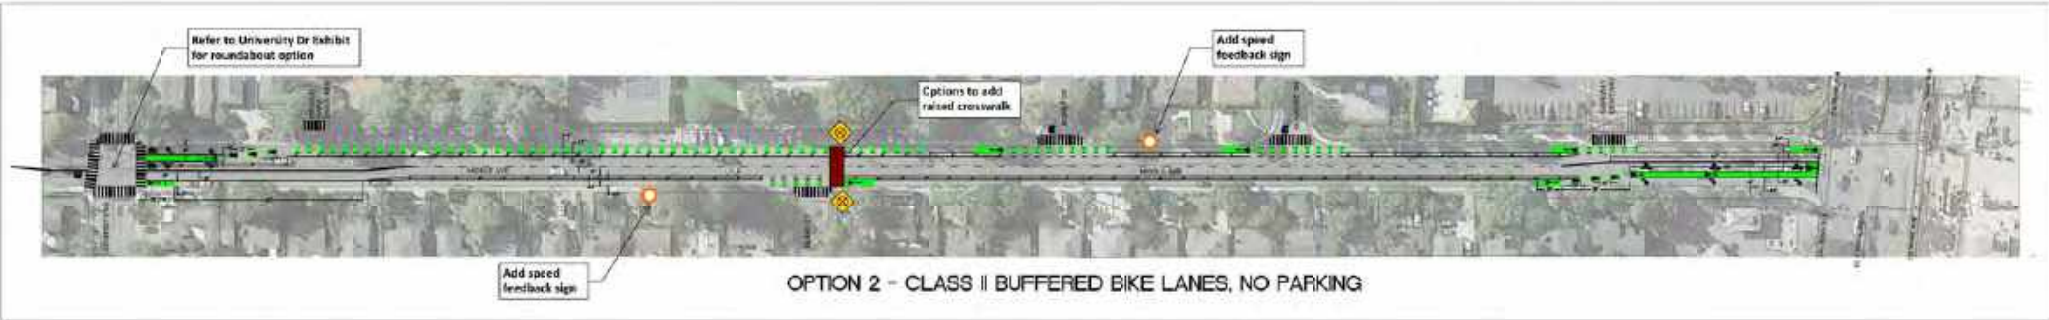 Refer to University Dr Exhibit
for roundabout option
Add speed
feedback sign
Options to add
raised crosswalk
Add speed
feedback sign
OPTION 2 - CLASS II BUFFERED BIKE LANES, NO PARKING